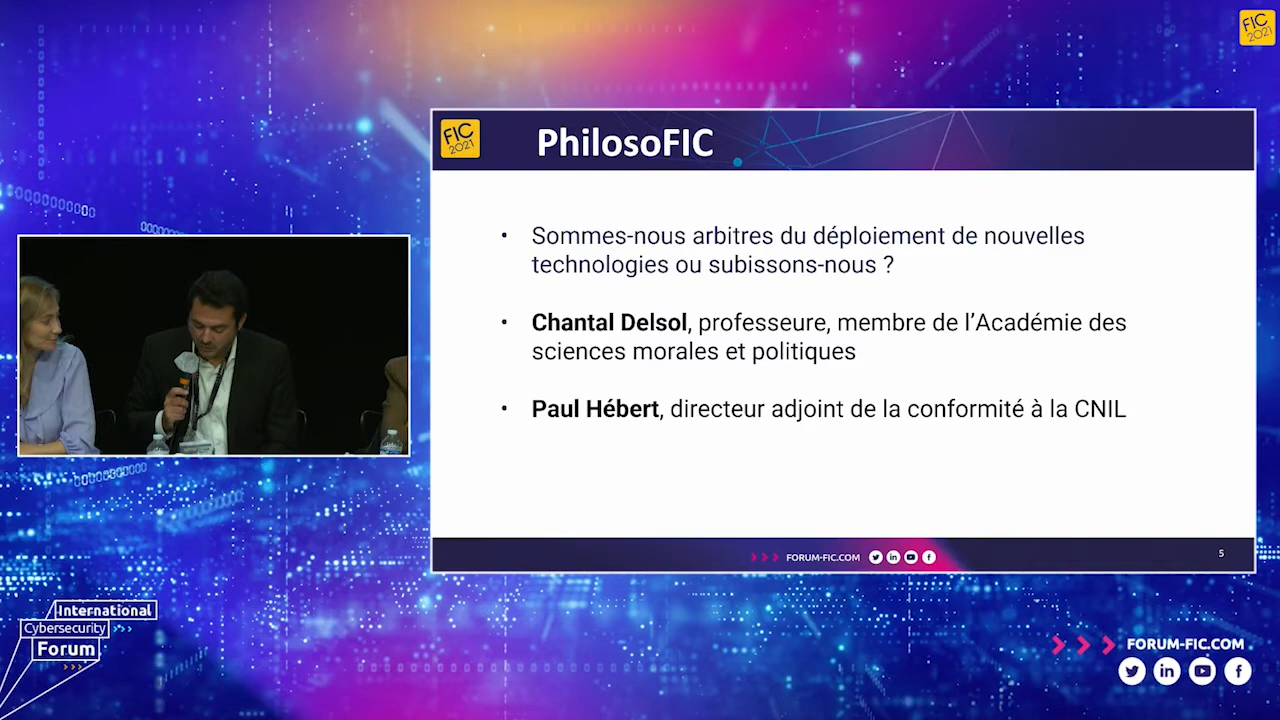 FIC
2021
FIC
2021
PhilosoFIC
• Sommes-nous arbitres du déploiement de nouvelles
technologies ou subissons-nous ?
• Chantal Delsol, professeure, membre de l'Académie des
sciences morales et politiques
• Paul Hébert, directeur adjoint de la conformité à la CNIL
FORUM-FIC.COM
5
International
Cybersecurity
Forum
FORUM-FIC.COM